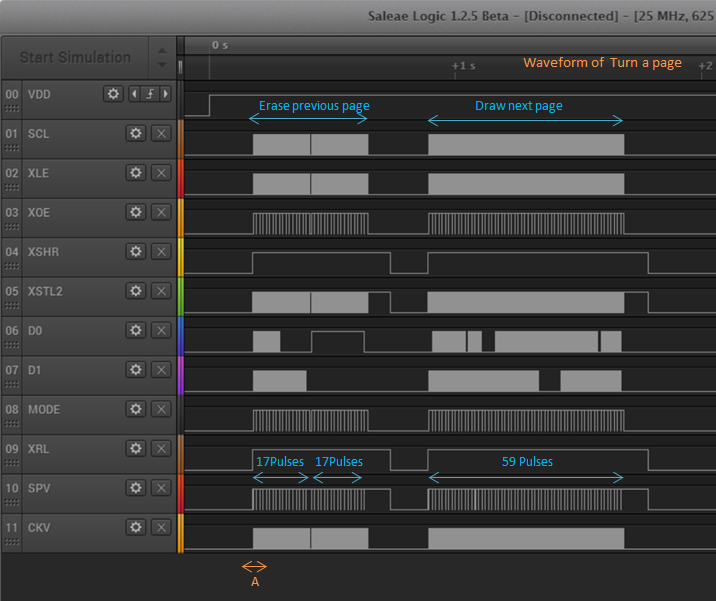 Saleae Logic 1.2.5 Beta - [Disconnected] - [25 MHz, 625
Start Simulation
0 s
+1 s
Waveform of Turn a page
+2
00 VDD
Erase previous page
Draw next page
01 SCL
02 XLE
03 XOE
04 XSHR
05 XSTL2
06 D0
07 D1
08 MODE
09 XRL
17Pulses
17Pulses
59 Pulses
10 SPV
11 CKV
A